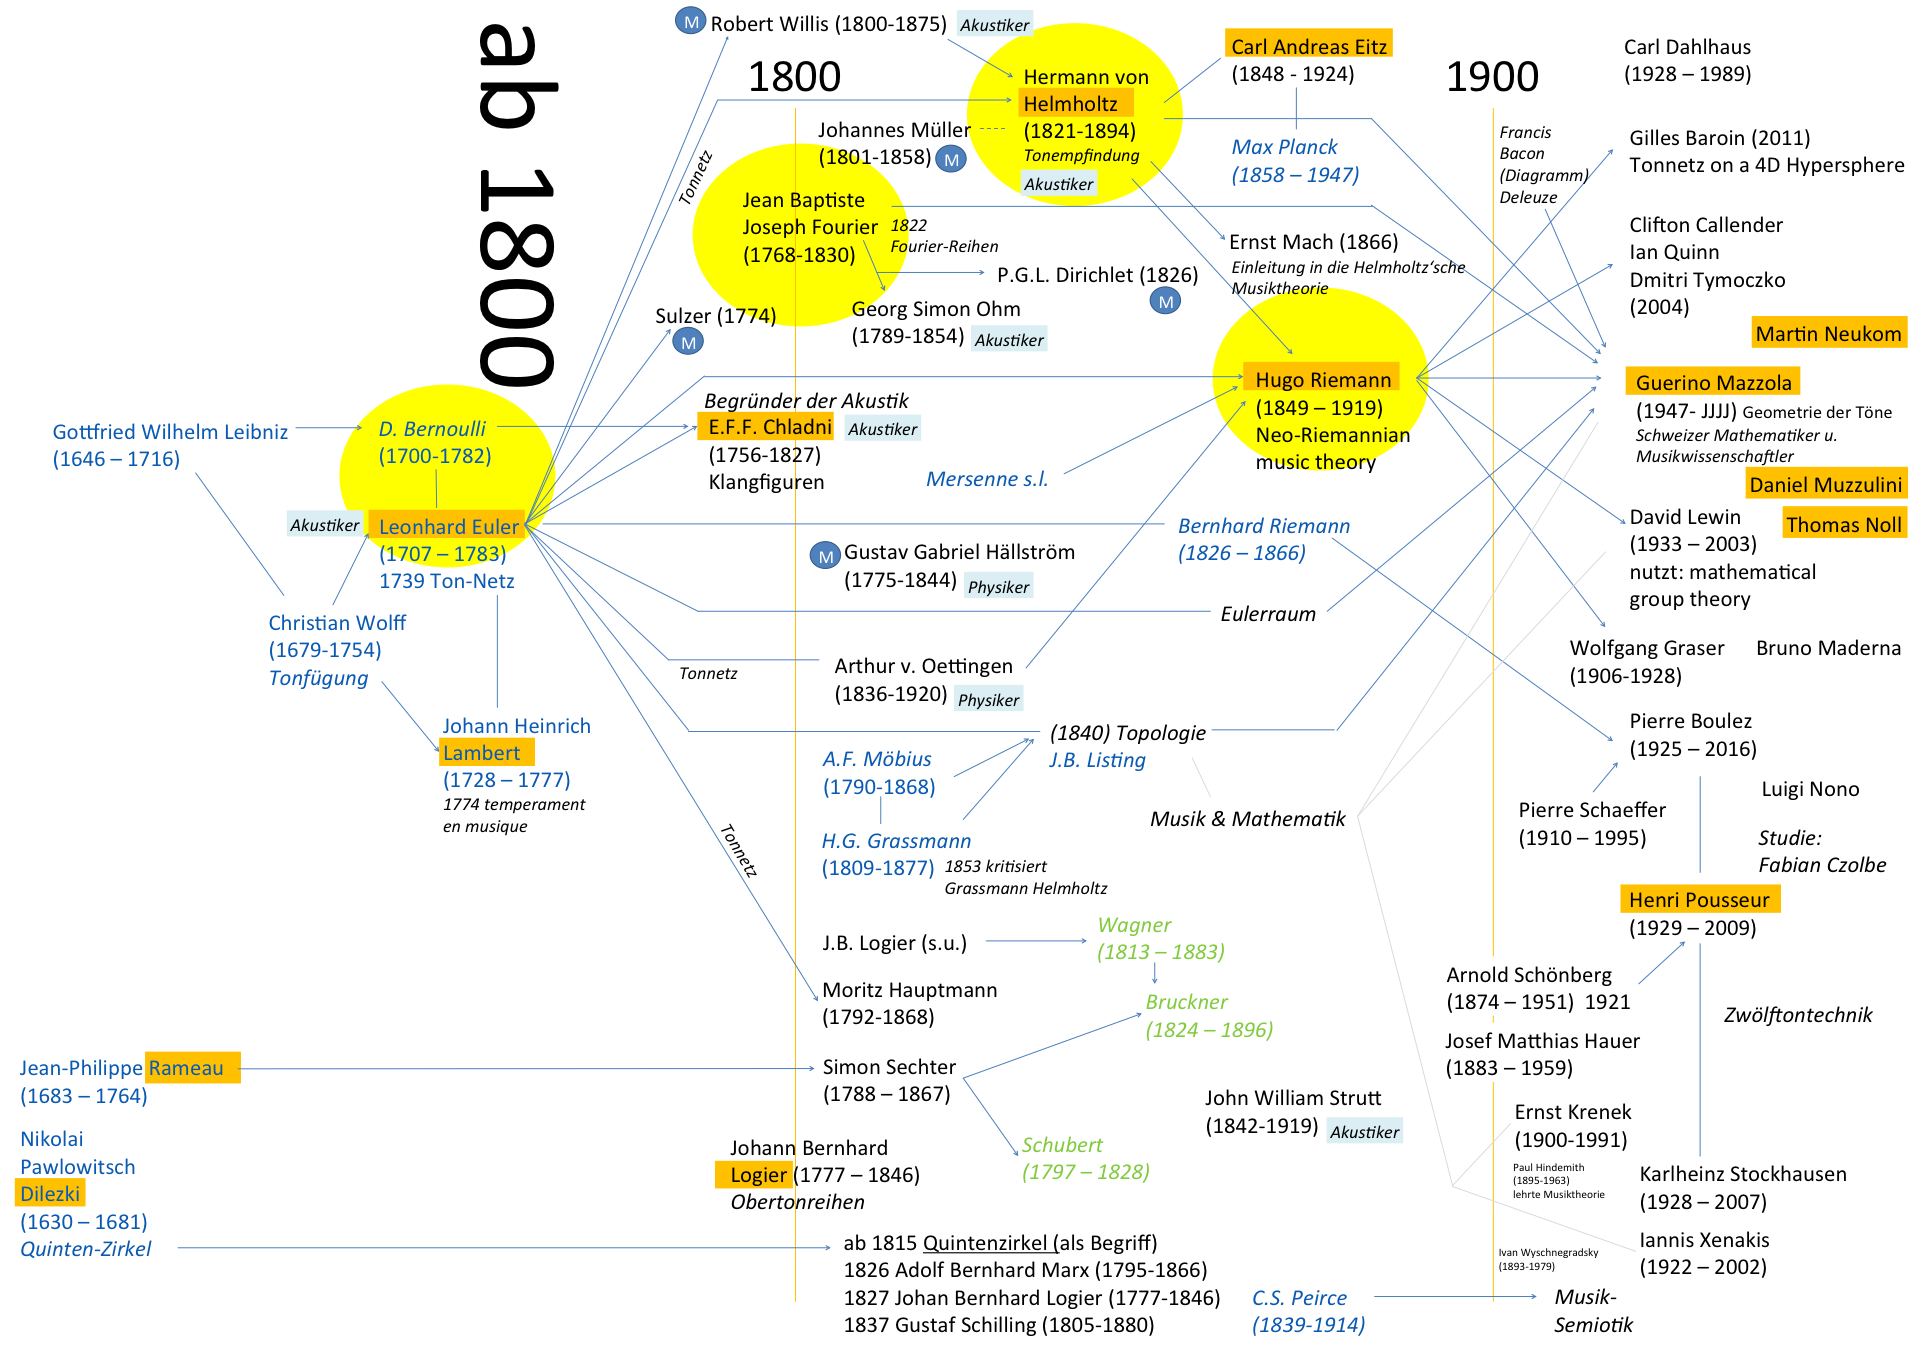 ab 1800
1800
1900
M
Robert Willis (1800-1875)
Akustiker
Hermann von
Helmholtz
(1821-1894)
Tonempfindung
Akustiker
Carl Andreas Eitz
(1848 - 1924)
Max Planck
(1858 – 1947)
Carl Dahlhaus
(1928 – 1989)
Johannes Müller
(1801-1858)
M
Tonnetz
Jean Baptiste
Joseph Fourier
(1768-1830)
1822
Fourier-Reihen
P.G.L. Dirichlet (1826)
M
Georg Simon Ohm
(1789-1854)
Akustiker
Ernst Mach (1866)
Einleitung in die Helmholtz‘sche
Musiktheorie
Francis
Bacon
(Diagramm)
Deleuze
Gilles Baroin (2011)
Tonnetz on a 4D Hypersphere
Clifton Callender
Ian Quinn
Dmitri Tymoczko
(2004)
Martin Neukom
Sulzer (1774)
M
Hugo Riemann
(1849 – 1919)
Neo-Riemannian
music theory
Guerino Mazzola
(1947- JJJJ) Geometrie der Töne
Schweizer Mathematiker u.
Musikwissenschaftler
Daniel Muzzulini
Thomas Noll
Gottfried Wilhelm Leibniz
(1646 – 1716)
D. Bernoulli
(1700-1782)
Begründer der Akustik
E.F.F. Chladni
Akustiker
(1756-1827)
Klangfiguren
Mersenne s.l.
Akustiker
Leonhard Euler
(1707 – 1783)
1739 Ton-Netz
Bernhard Riemann
(1826 – 1866)
David Lewin
(1933 – 2003)
nutzt: mathematical
group theory
M
Gustav Gabriel Hällström
(1775-1844)
Physiker
Eulerraum
Christian Wolff
(1679-1754)
Tonfügung
Tonnetz
Arthur v. Oettingen
(1836-1920)
Physiker
Wolfgang Graser
(1906-1928)
Bruno Maderna
Johann Heinrich
Lambert
(1728 – 1777)
1774 temperament
en musique
(1840) Topologie
J.B. Listing
A.F. Möbius
(1790-1868)
Pierre Boulez
(1925 – 2016)
Luigi Nono
Musik & Mathematik
Pierre Schaeffer
(1910 – 1995)
H.G. Grassmann
(1809-1877)
1853 kritisiert
Grassmann Helmholtz
Tonnetz
Studie:
Fabian Czolbe
Henri Pousseur
(1929 – 2009)
J.B. Logier (s.u.)
Wagner
(1813 – 1883)
Moritz Hauptmann
(1792-1868)
Bruckner
(1824 – 1896)
Arnold Schönberg
(1874 – 1951) 1921
Zwölftontechnik
Josef Matthias Hauer
(1883 – 1959)
Jean-Philippe Rameau
(1683 – 1764)
Simon Sechter
(1788 – 1867)
John William Strutt
(1842-1919)
Akustiker
Ernst Krenek
(1900-1991)
Nikolai
Pawlowitsch
Dilezki
(1630 – 1681)
Quinten-Zirkel
Johann Bernhard
Logier (1777 – 1846)
Obertonreihen
Schubert
(1797 – 1828)
Paul Hindemith
(1895-1963)
lehrte Musiktheorie
Karlheinz Stockhausen
(1928 – 2007)
Iannis Xenakis
(1922 – 2002)
Ivan Wyschnegradsky
(1893-1979)
ab 1815 Quintenzirkel (als Begriff)
1826 Adolf Bernhard Marx (1795-1866)
1827 Johan Bernhard Logier (1777-1846)
1837 Gustaf Schilling (1805-1880)
C.S. Peirce
(1839-1914)
Musik-
Semiotik